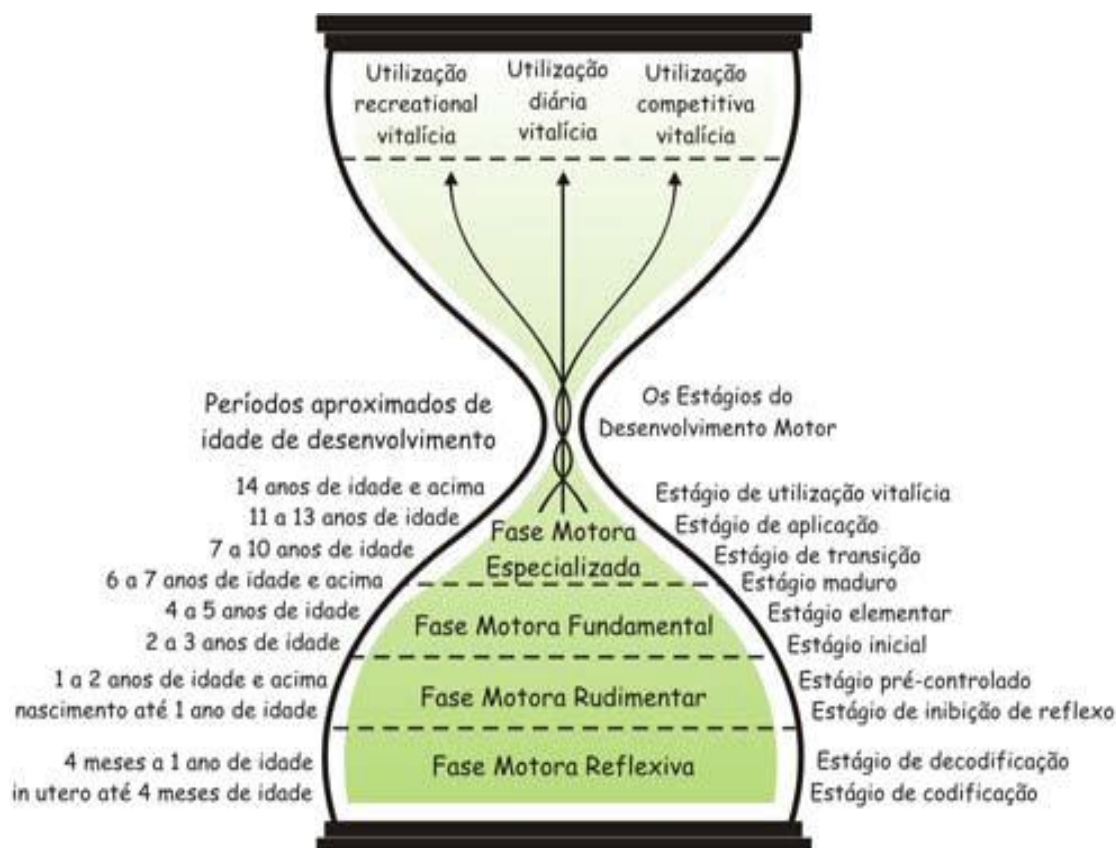 Utilização
recreational
vitalícia
Utilização
diária
vitalícia
Utilização
competitiva
vitalícia
Períodos aproximados de
idade de desenvolvimento
Os Estágios do
Desenvolvimento Motor
14 anos de idade e acima
11 a 13 anos de idade
7 a 10 anos de idade
6 a 7 anos de idade e acima
4 a 5 anos de idade
2 a 3 anos de idade
1 a 2 anos de idade e acima
nascimento até 1 ano de idade
4 meses a 1 ano de idade
in utero até 4 meses de idade
Fase Motora
Especializada
Fase Motora Fundamental
Fase Motora Rudimentar
Fase Motora Reflexiva
Estágio de utilização vitalícia
Estágio de aplicação
Estágio de transição
Estágio maduro
Estágio elementar
Estágio inicial
Estágio pré-controlado
Estágio de inibição de reflexo
Estágio de decodificação
Estágio de codificação